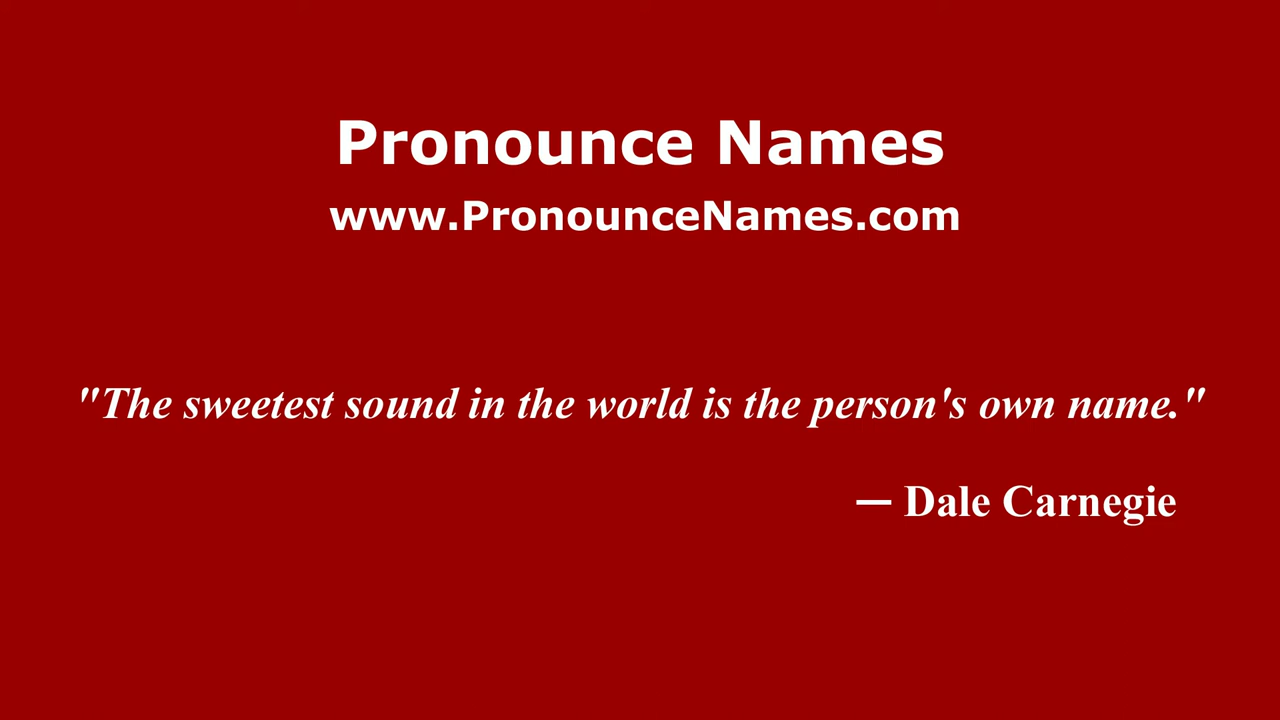 Pronounce Names
www.PronounceNames.com
"The sweetest sound in the world is the person's own name."
— Dale Carnegie